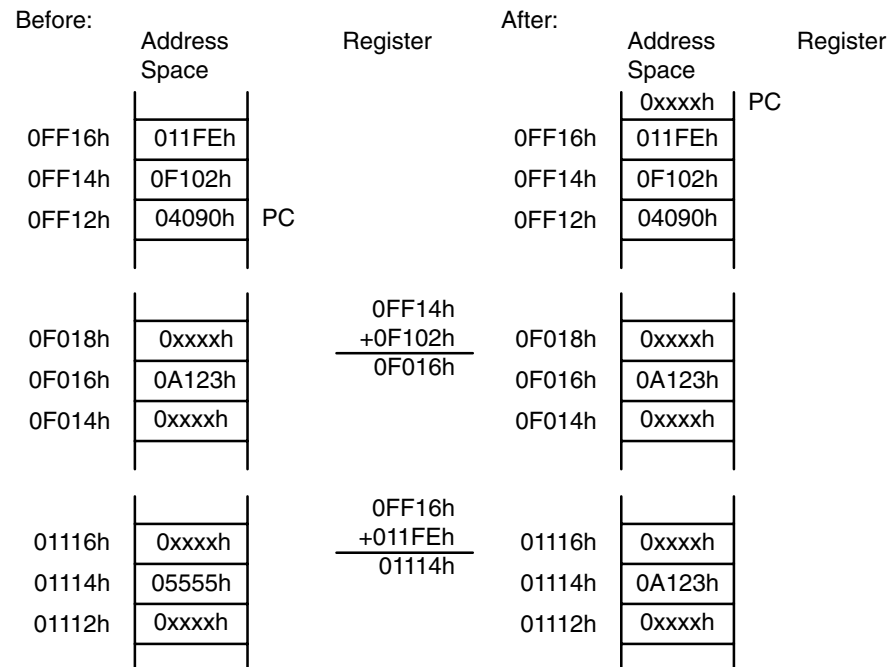 Before: After:
Address Space Register Address Space Register
0xxxxh PC
0FF16h 011FEh 0FF16h 011FEh
0FF14h 0F102h 0FF14h 0F102h
0FF12h 04090h PC 0FF12h 04090h
0FF14h
0F018h 0xxxxh +0F102h 0F018h 0xxxxh
0F016h
0F016h 0A123h 0F016h 0A123h
0F014h 0xxxxh 0F014h 0xxxxh
0FF16h
01116h 0xxxxh +011FEh 01116h 0xxxxh
01114h
01114h 05555h 01114h 0A123h
01112h 0xxxxh 01112h 0xxxxh